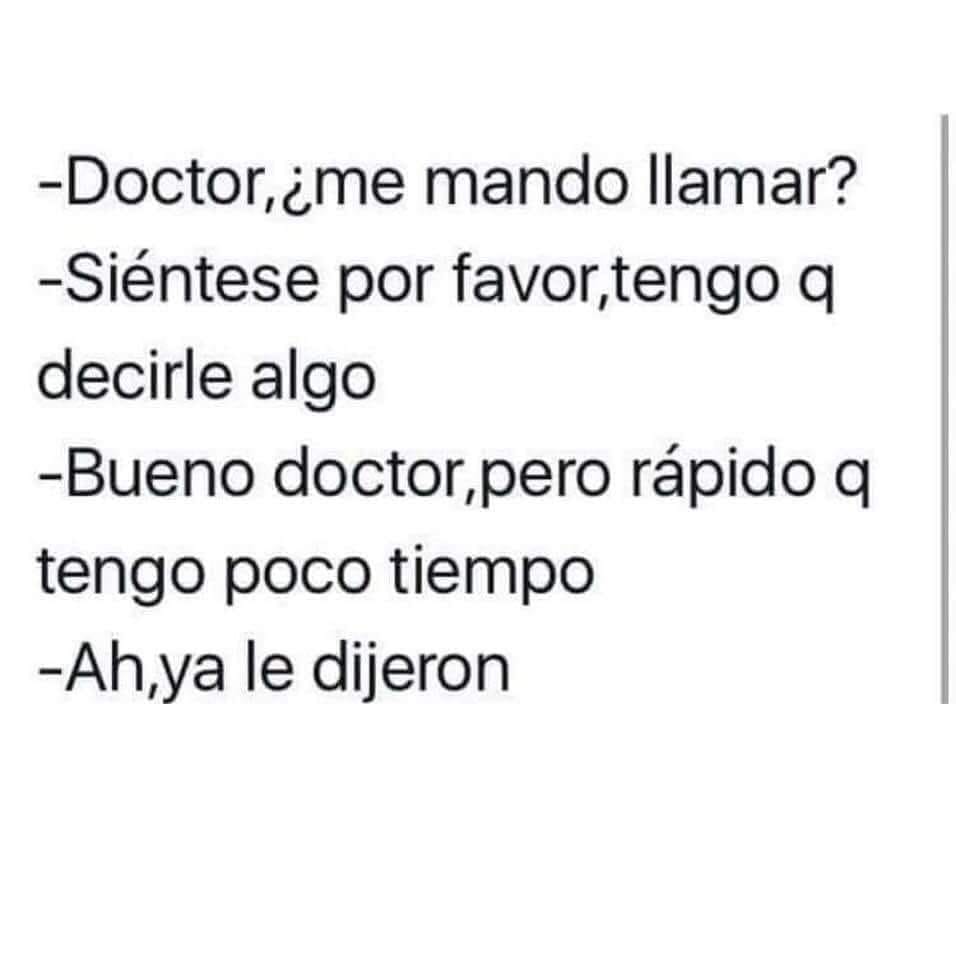 -Doctor,¿me mando llamar?
-Siéntese por favor,tengo q
decirle algo
-Bueno doctor,pero rápido q
tengo poco tiempo
-Ah,ya le dijeron